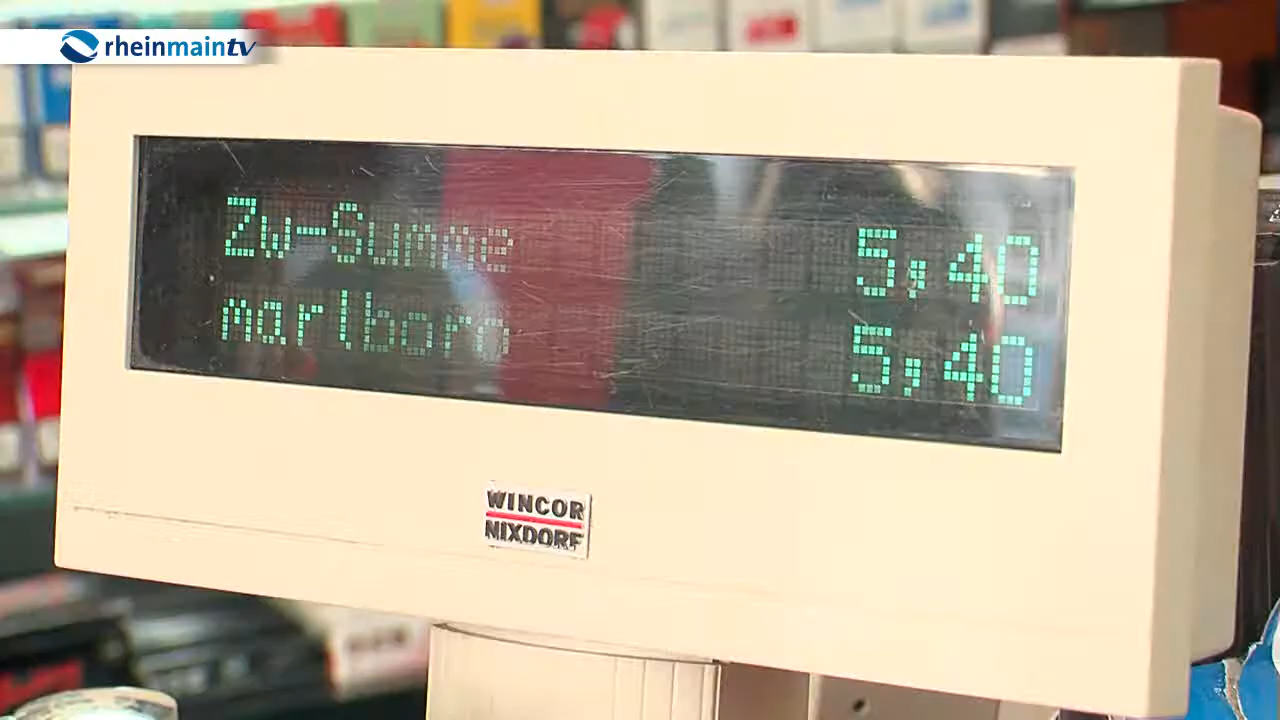 rheinmaintv
Zw-Summe 5,40
marlboro 5,40
WINCOR
NIXDORF